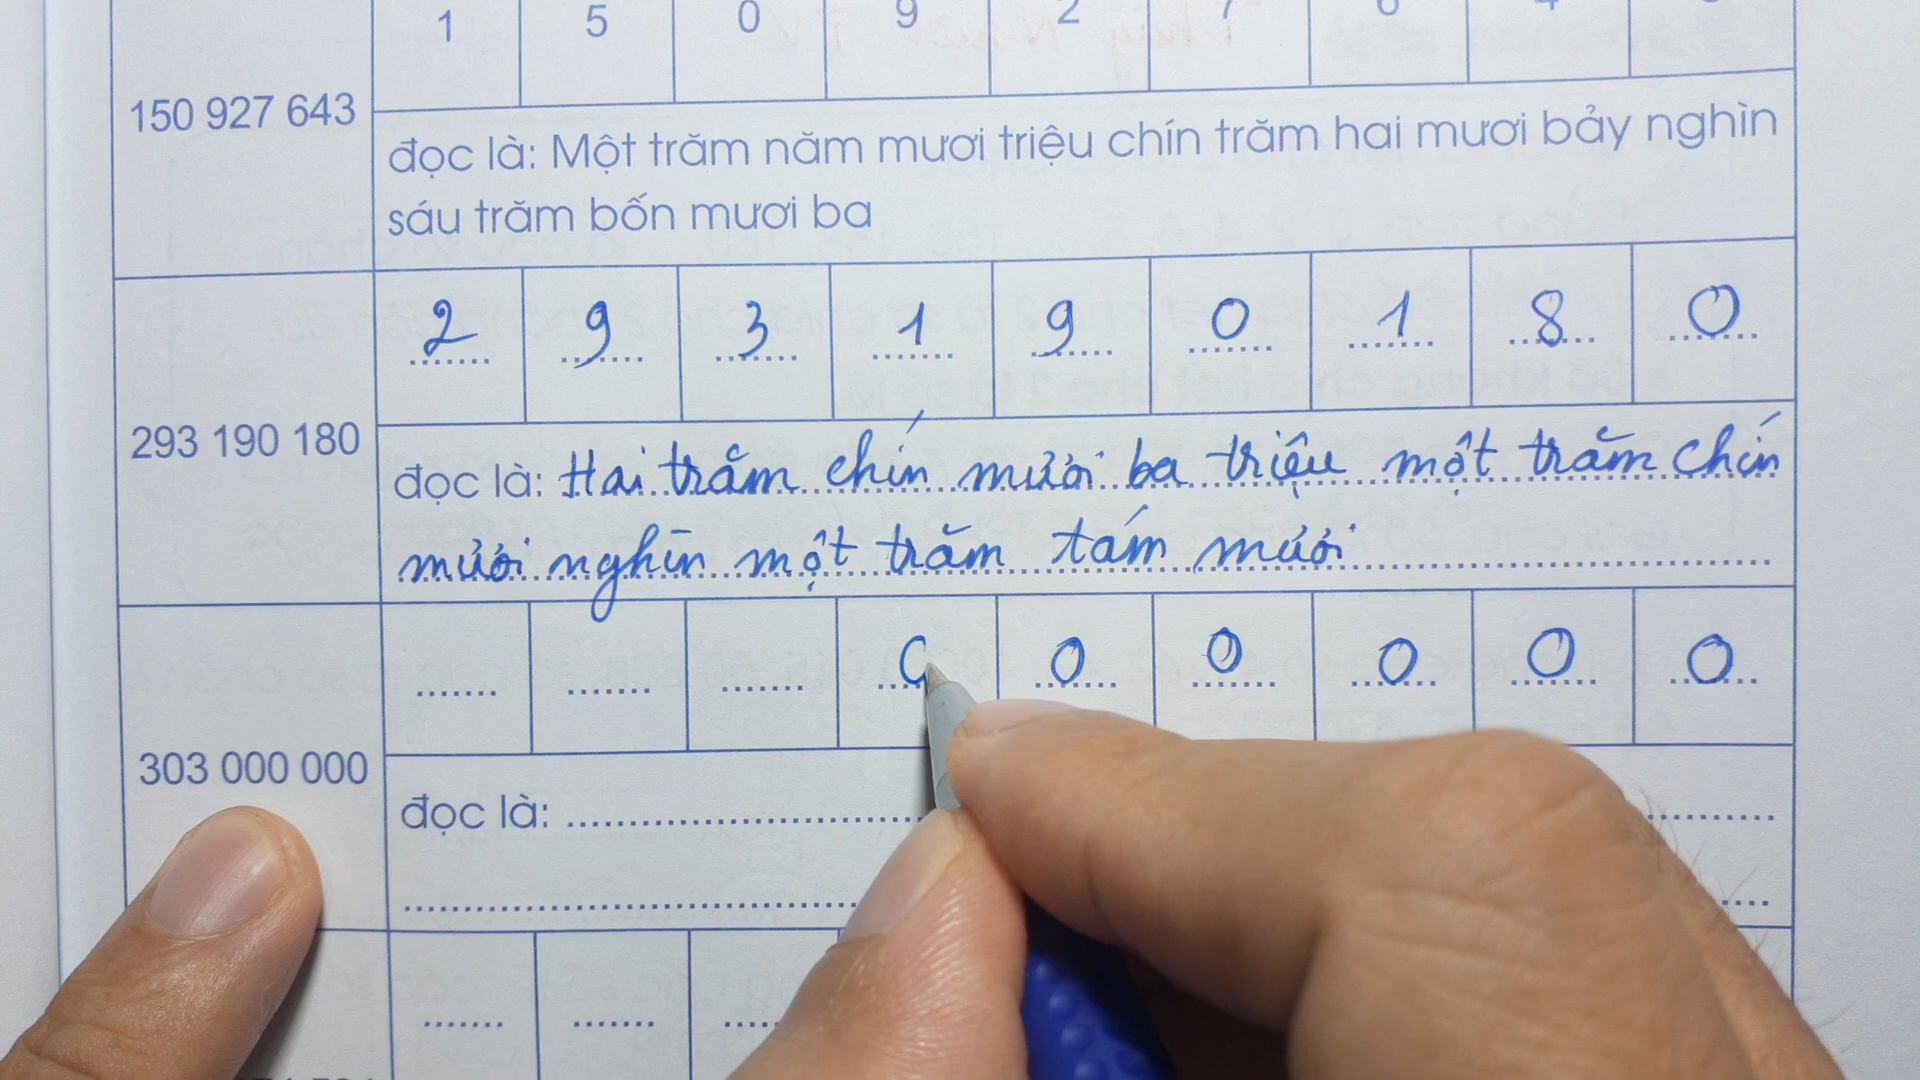 1 5 0 9 2 7 6 4
150 927 643
đọc là: Một trăm năm mươi triệu chín trăm hai mươi bảy nghìn
sáu trăm bốn mươi ba
2 9 3 1 9 0 1 8 0
293 190 180
đọc là: Hai trăm chín mươi ba triệu một trăm chín
mươi nghìn một trăm tám mươi
0 0 0 0 0 0
303 000 000
đọc là: